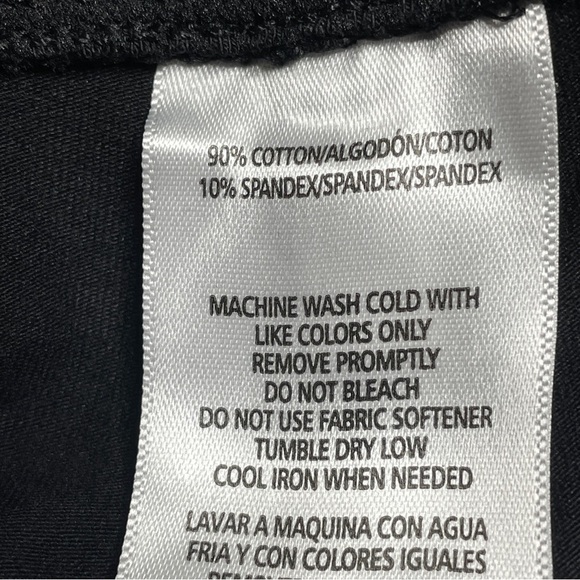 90% COTTON/ALGODÓN/COTON
10% SPANDEX/SPANDEX/SPANDEX
MACHINE WASH COLD WITH
LIKE COLORS ONLY
REMOVE PROMPTLY
DO NOT BLEACH
DO NOT USE FABRIC SOFTENER
TUMBLE DRY LOW
COOL IRON WHEN NEEDED
LAVAR A MAQUINA CON AGUA
FRIA Y CON COLORES IGUALES